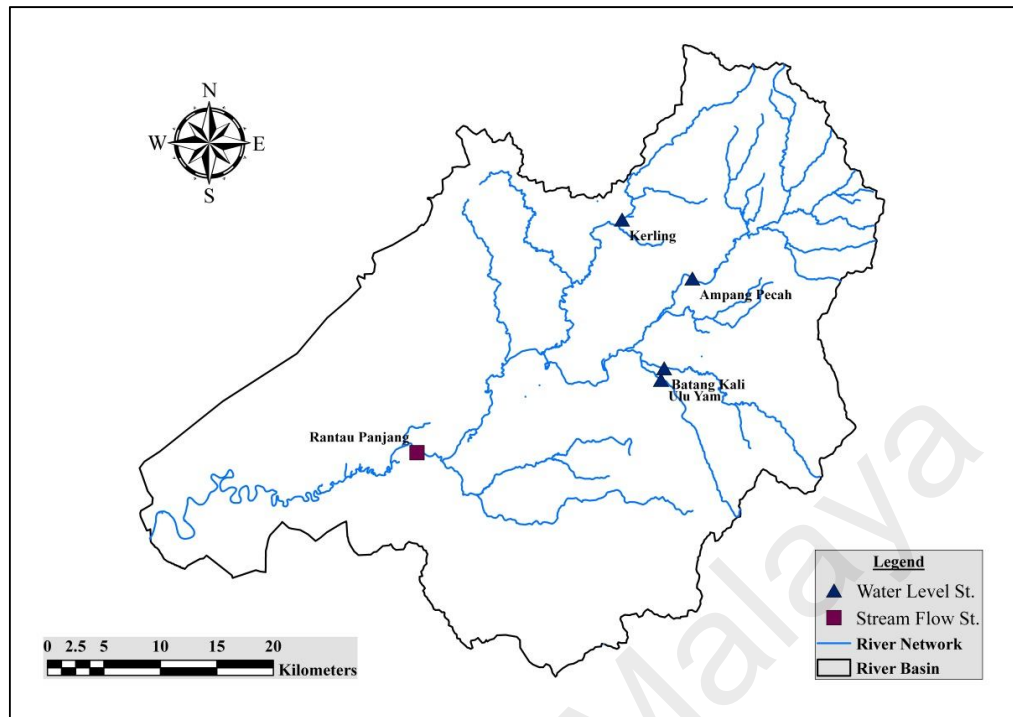 N
W E
S
Kerling
Ampang Pecah
Batang Kali
Ulu Yam
Rantau Panjang
Legend
Water Level St.
Stream Flow St.
River Network
River Basin
0 2.5 5 10 15 20
Kilometers
Malaya